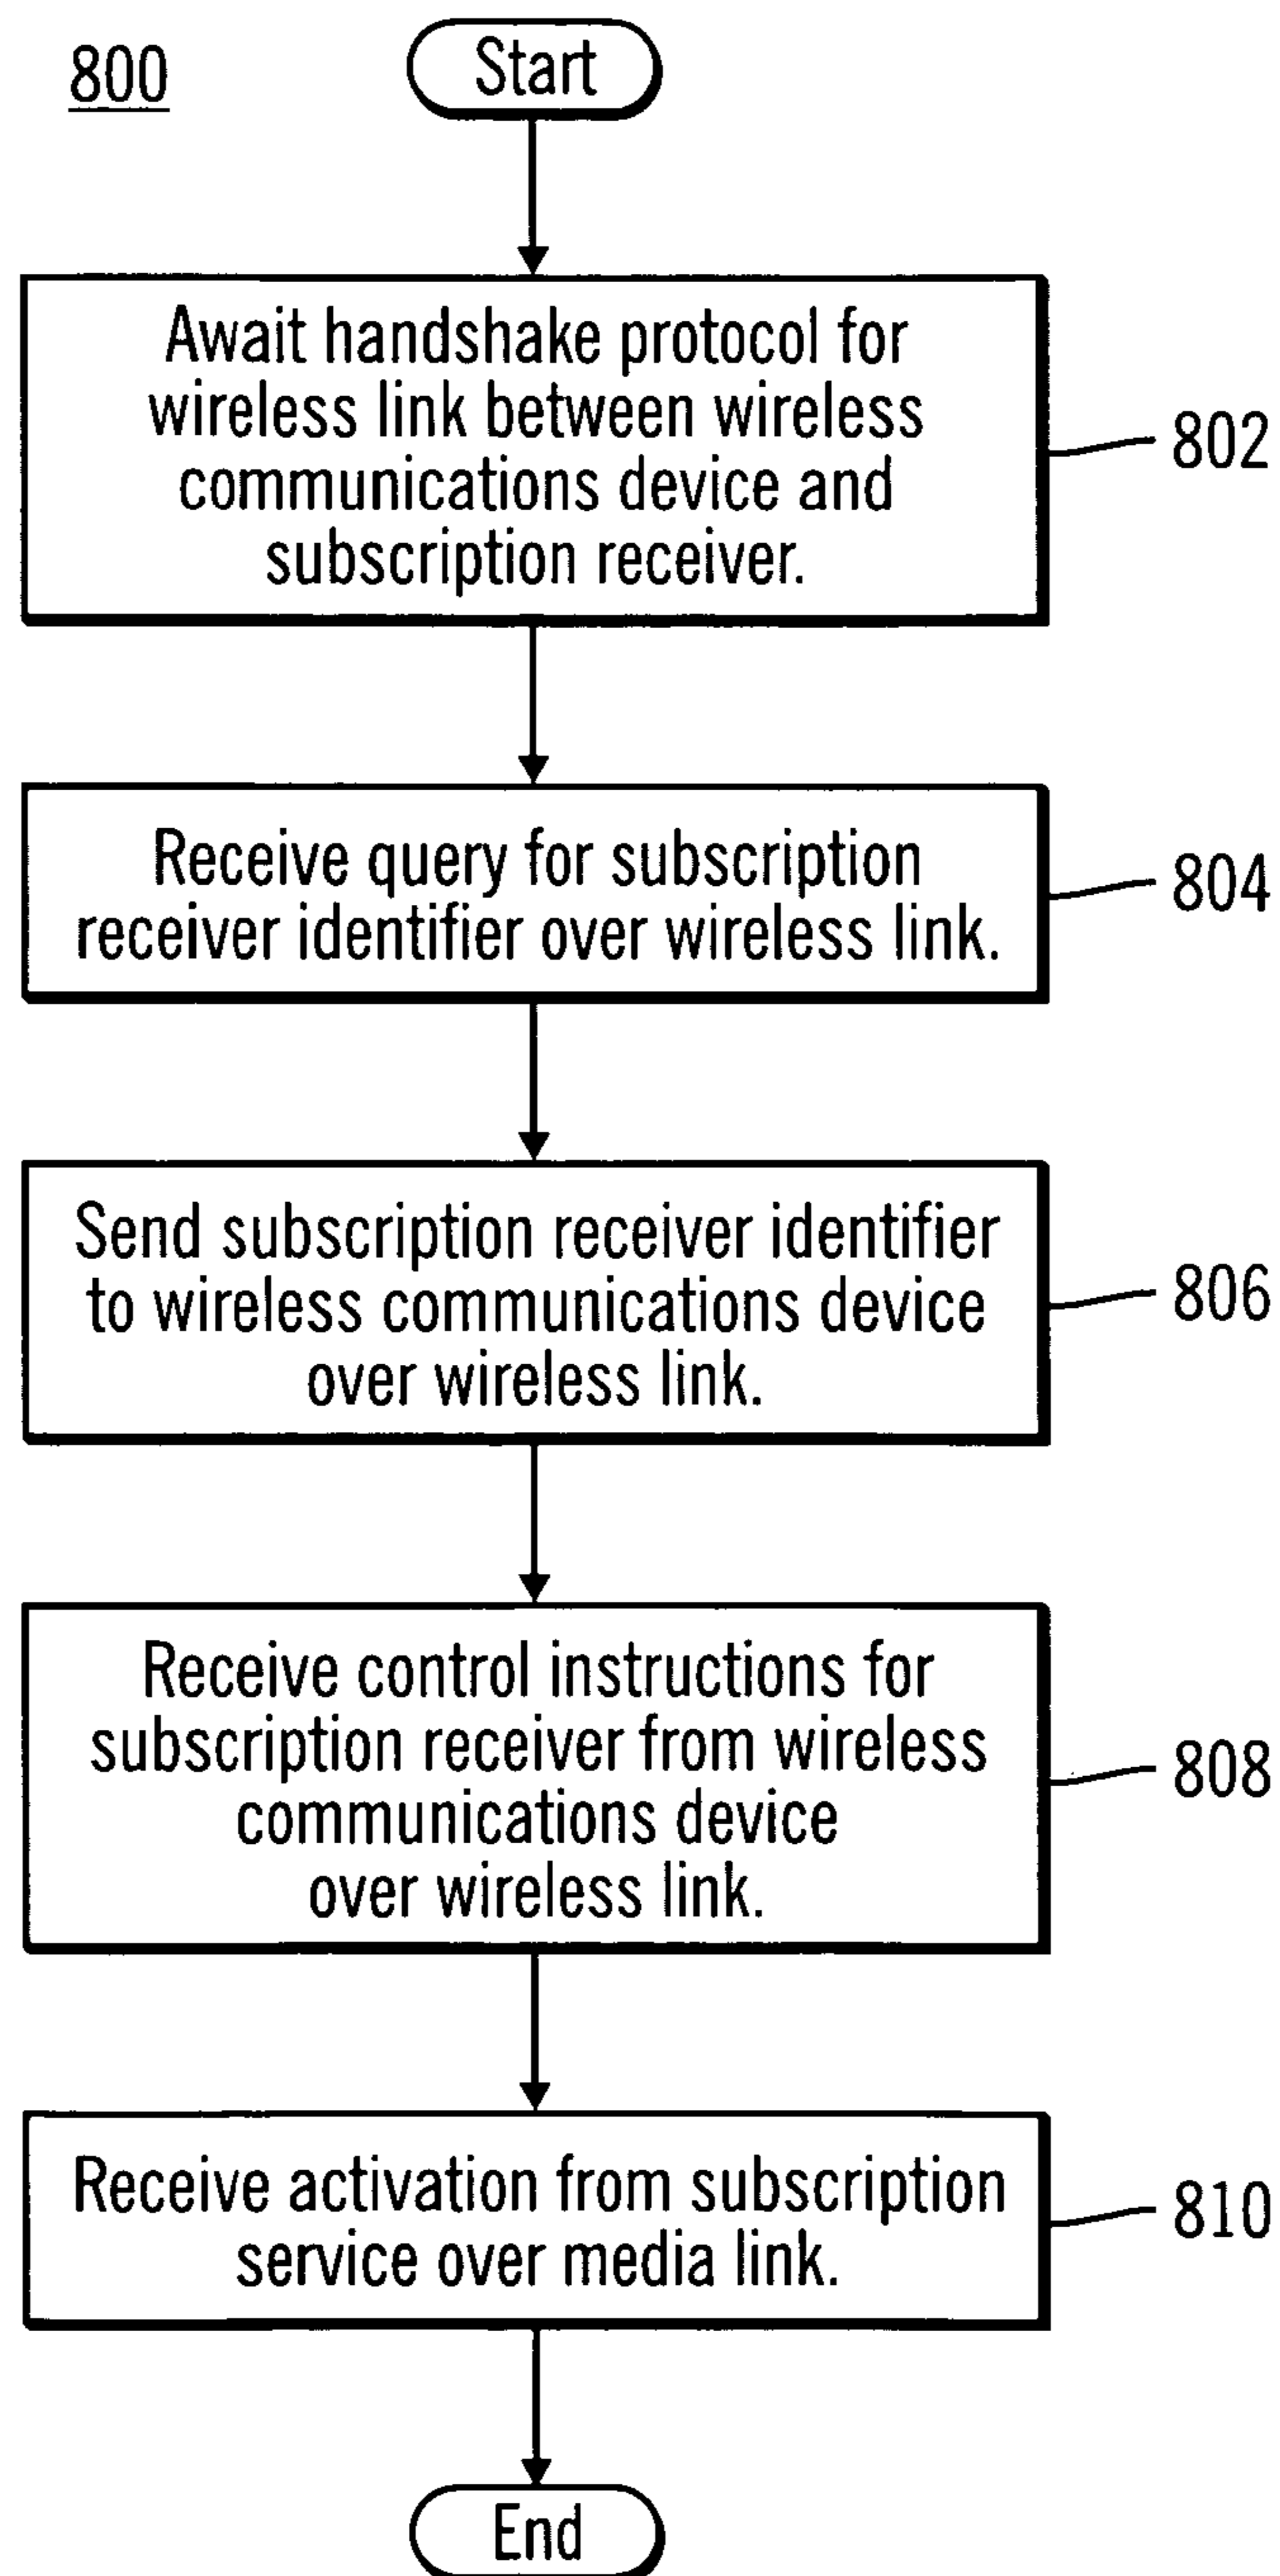 800
Start
Await handshake protocol for
wireless link between wireless
communications device and
subscription receiver.
802
Receive query for subscription
receiver identifier over wireless link.
804
Send subscription receiver identifier
to wireless communications device
over wireless link.
806
Receive control instructions for
subscription receiver from wireless
communications device
over wireless link.
808
Receive activation from subscription
service over media link.
810
End